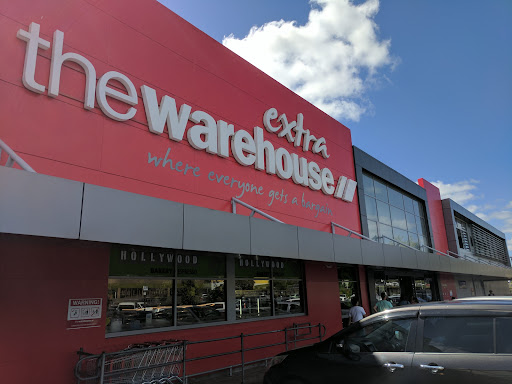 extra
the warehouse
where everyone gets a bargain
HOLLYWOOD
HOLLYWOOD
WARNING!